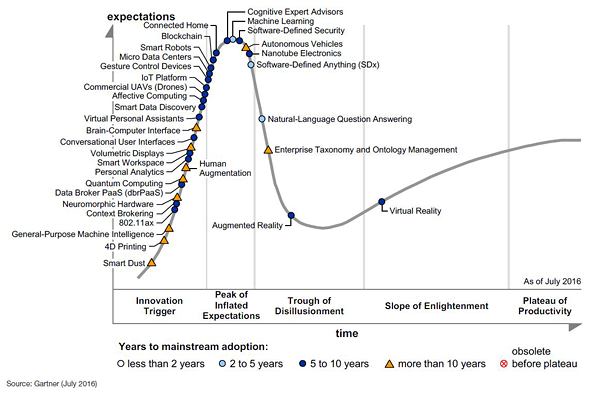 expectations
Cognitive Expert Advisors
Connected Home
Machine Learning
Blockchain
Software-Defined Security
Smart Robots
Autonomous Vehicles
Micro Data Centers
Nanotube Electronics
Gesture Control Devices
Software-Defined Anything (SDx)
IoT Platform
Commercial UAVs (Drones)
Affective Computing
Smart Data Discovery
Virtual Personal Assistants
Natural-Language Question Answering
Brain-Computer Interface
Conversational User Interfaces
Volumetric Displays
Enterprise Taxonomy and Ontology Management
Smart Workspace
Personal Analytics
Human
Augmentation
Quantum Computing
Data Broker PaaS (dbrPaaS)
Neuromorphic Hardware
Context Brokering
802.11ax
Augmented Reality
Virtual Reality
General-Purpose Machine Intelligence
4D Printing
Smart Dust
As of July 2016
Innovation
Trigger
Peak of
Inflated
Expectations
Trough of
Disillusionment
Slope of Enlightenment
Plateau of
Productivity
time
Years to mainstream adoption:
less than 2 years
2 to 5 years
5 to 10 years
more than 10 years
obsolete
before plateau
Source: Gartner (July 2016)